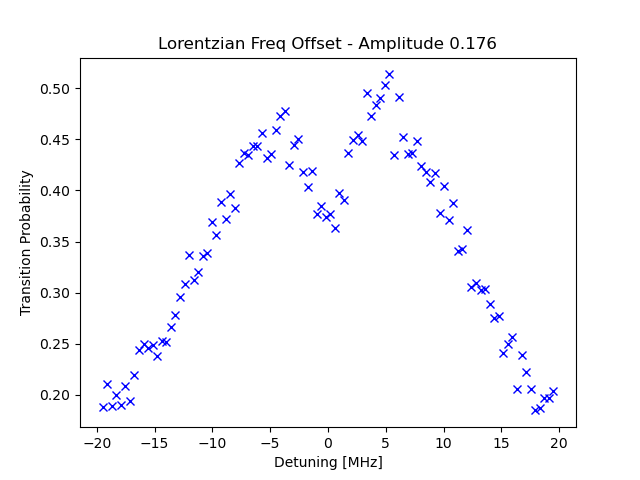 Lorentzian Freq Offset - Amplitude 0.176
Transition Probability
0.50
0.45
0.40
0.35
0.30
0.25
0.20
−20 −15 −10 −5 0 5 10 15 20
Detuning [MHz]